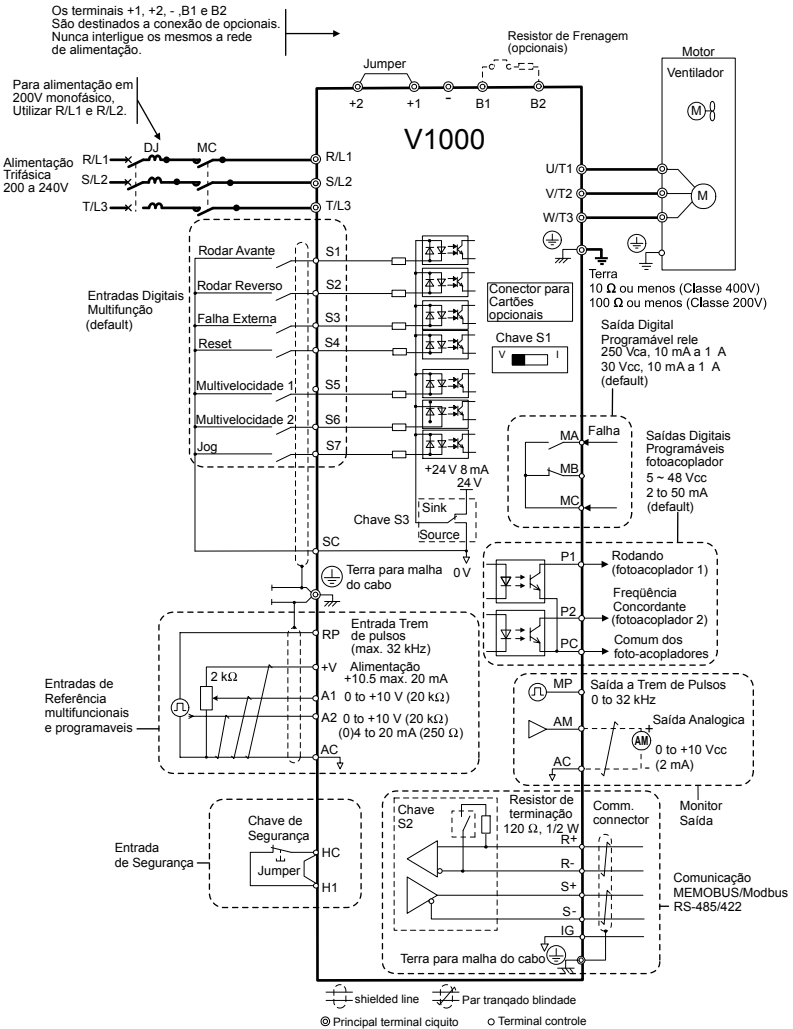 Os terminais +1, +2, - ,B1 e B2
São destinados a conexão de opcionais.
Nunca interligue os mesmos a rede
de alimentação.
Resistor de Frenagem
(opcionais)
Motor
Ventilador
M
M
Jumper
+2
+1
-
B1
B2
Para alimentação em
200V monofásico,
Utilizar R/L1 e R/L2.
V1000
DJ
MC
Alimentação
Trifásica
200 a 240V
R/L1
S/L2
T/L3
R/L1
S/L2
T/L3
U/T1
V/T2
W/T3
Terra
10 Ω ou menos (Classe 400V)
100 Ω ou menos (Classe 200V)
Entradas Digitais
Multifunção
(default)
Rodar Avante
S1
Rodar Reverso
S2
Falha Externa
S3
Reset
S4
Multivelocidade 1
S5
Multivelocidade 2
S6
Jog
S7
Conector para
Cartões
opcionais
Chave S1
V
I
Saída Digital
Programável rele
250 Vca, 10 mA a 1 A
30 Vcc, 10 mA a 1 A
(default)
MA
Falha
MB
MC
+24 V 8 mA
24 V
Sink
Chave S3
Source
SC
0 V
Saídas Digitais
Programáveis
fotoacoplador
5 ~ 48 Vcc
2 to 50 mA
(default)
P1
Rodando
(fotoacoplador 1)
P2
Freqüência
Concordante
(fotoacoplador 2)
PC
Comum dos
foto-acopladores
Terra para malha
do cabo
Entradas de
Referência
multifuncionais
e programaveis
RP
Entrada Trem
de pulsos
(max. 32 kHz)
2 kΩ
+V
Alimentação
+10.5 max. 20 mA
A1
0 to +10 V (20 kΩ)
A2
0 to +10 V (20 kΩ)
(0)4 to 20 mA (250 Ω)
AC
MP
Saída a Trem de Pulsos
0 to 32 kHz
AM
Saída Analogica
+
AM
0 to +10 Vcc
(2 mA)
-
AC
Monitor
Saída
Entrada
de Segurança
Chave de
Segurança
HC
Jumper
H1
Chave
S2
Resistor de
terminação
120 Ω, 1/2 W
Comm.
connector
R+
R-
S+
S-
IG
Comunicação
MEMOBUS/Modbus
RS-485/422
Terra para malha do cabo
shielded line
Par tranqado blindade
Principal terminal ciquito
Terminal controle